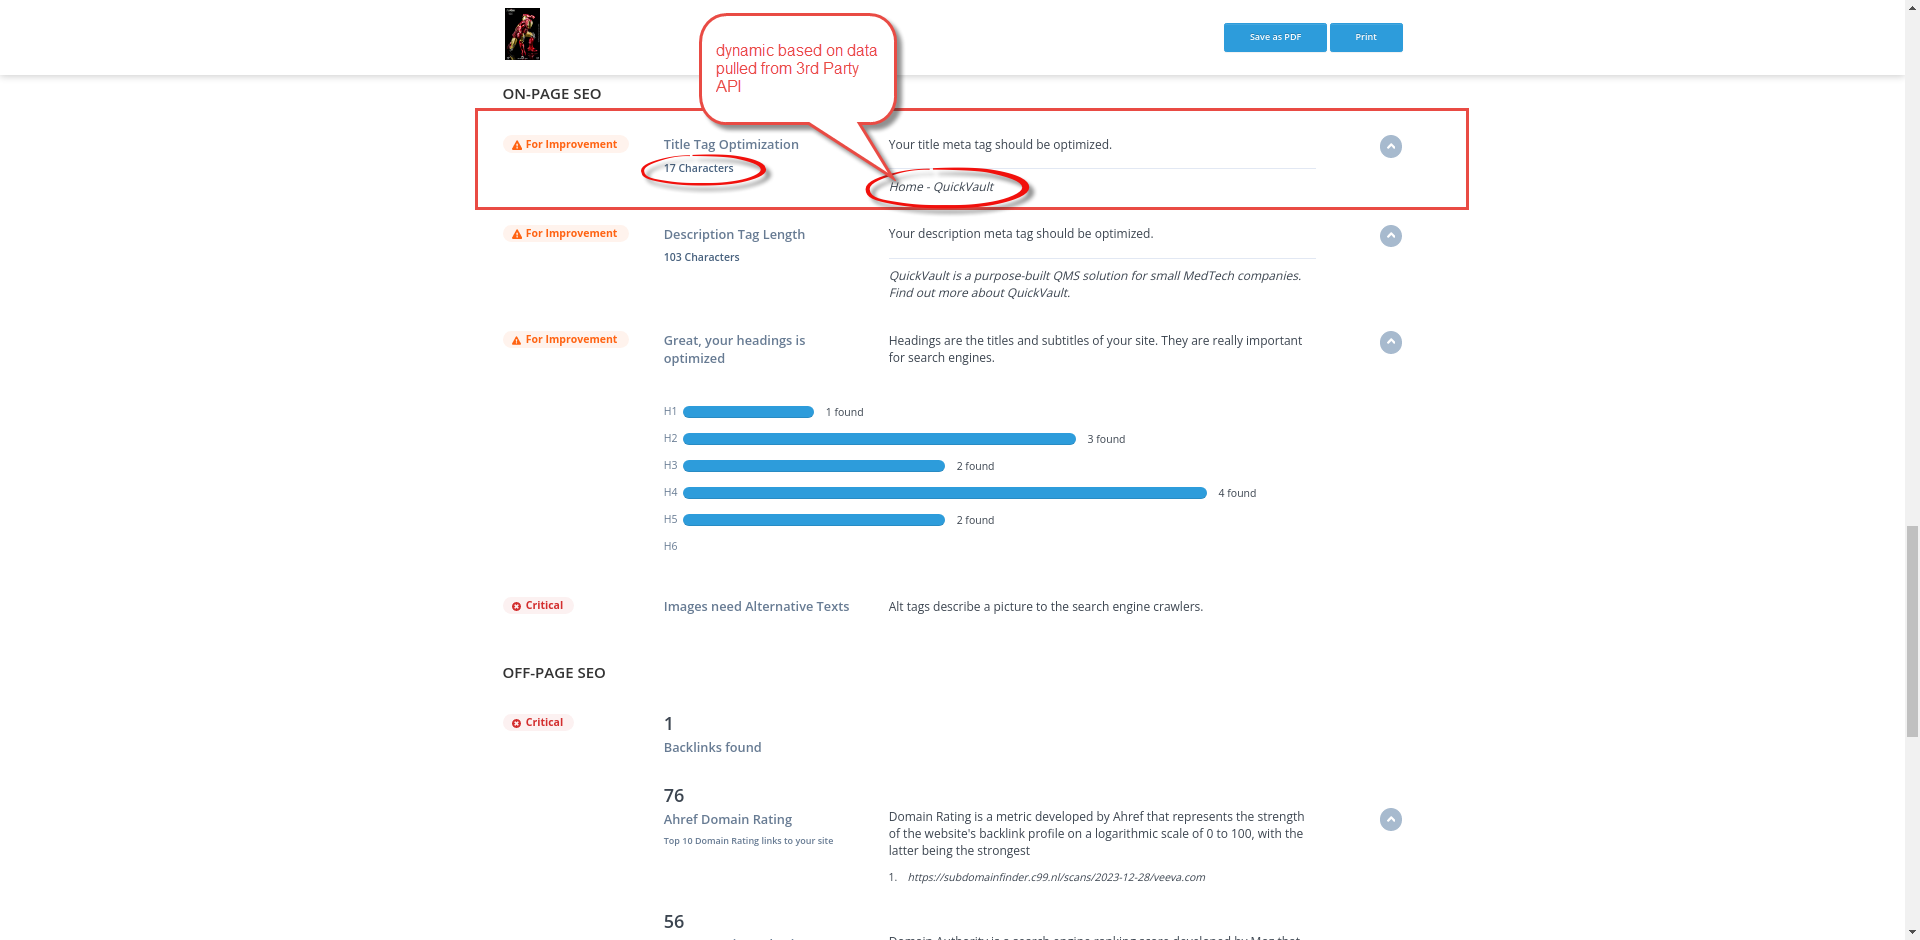 Save as PDF
Print
dynamic based on data
pulled from 3rd Party
API
ON-PAGE SEO
For Improvement
Title Tag Optimization
17 Characters
Your title meta tag should be optimized.
Home - QuickVault
For Improvement
Description Tag Length
103 Characters
Your description meta tag should be optimized.
QuickVault is a purpose-built QMS solution for small MedTech companies.
Find out more about QuickVault.
For Improvement
Great, your headings is
optimized
Headings are the titles and subtitles of your site. They are really important
for search engines.
H1 1 found
H2 3 found
H3 2 found
H4 4 found
H5 2 found
H6
Critical
Images need Alternative Texts
Alt tags describe a picture to the search engine crawlers.
OFF-PAGE SEO
Critical
1
Backlinks found
76
Ahref Domain Rating
Top 10 Domain Rating links to your site
Domain Rating is a metric developed by Ahref that represents the strength
of the website's backlink profile on a logarithmic scale of 0 to 100, with the
latter being the strongest
1. https://subdomainfinder.c99.nl/scans/2023-12-28/veeva.com
56